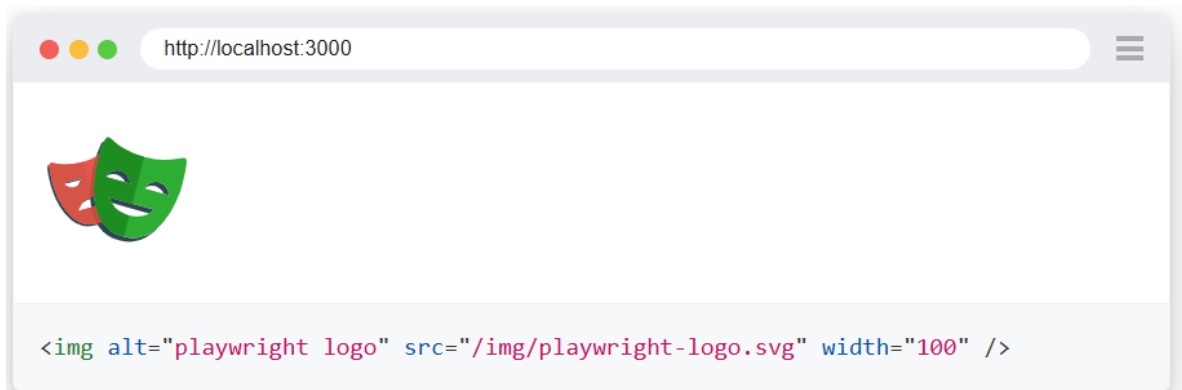 http://localhost:3000
<img alt="playwright logo" src="/img/playwright-logo.svg" width="100" />